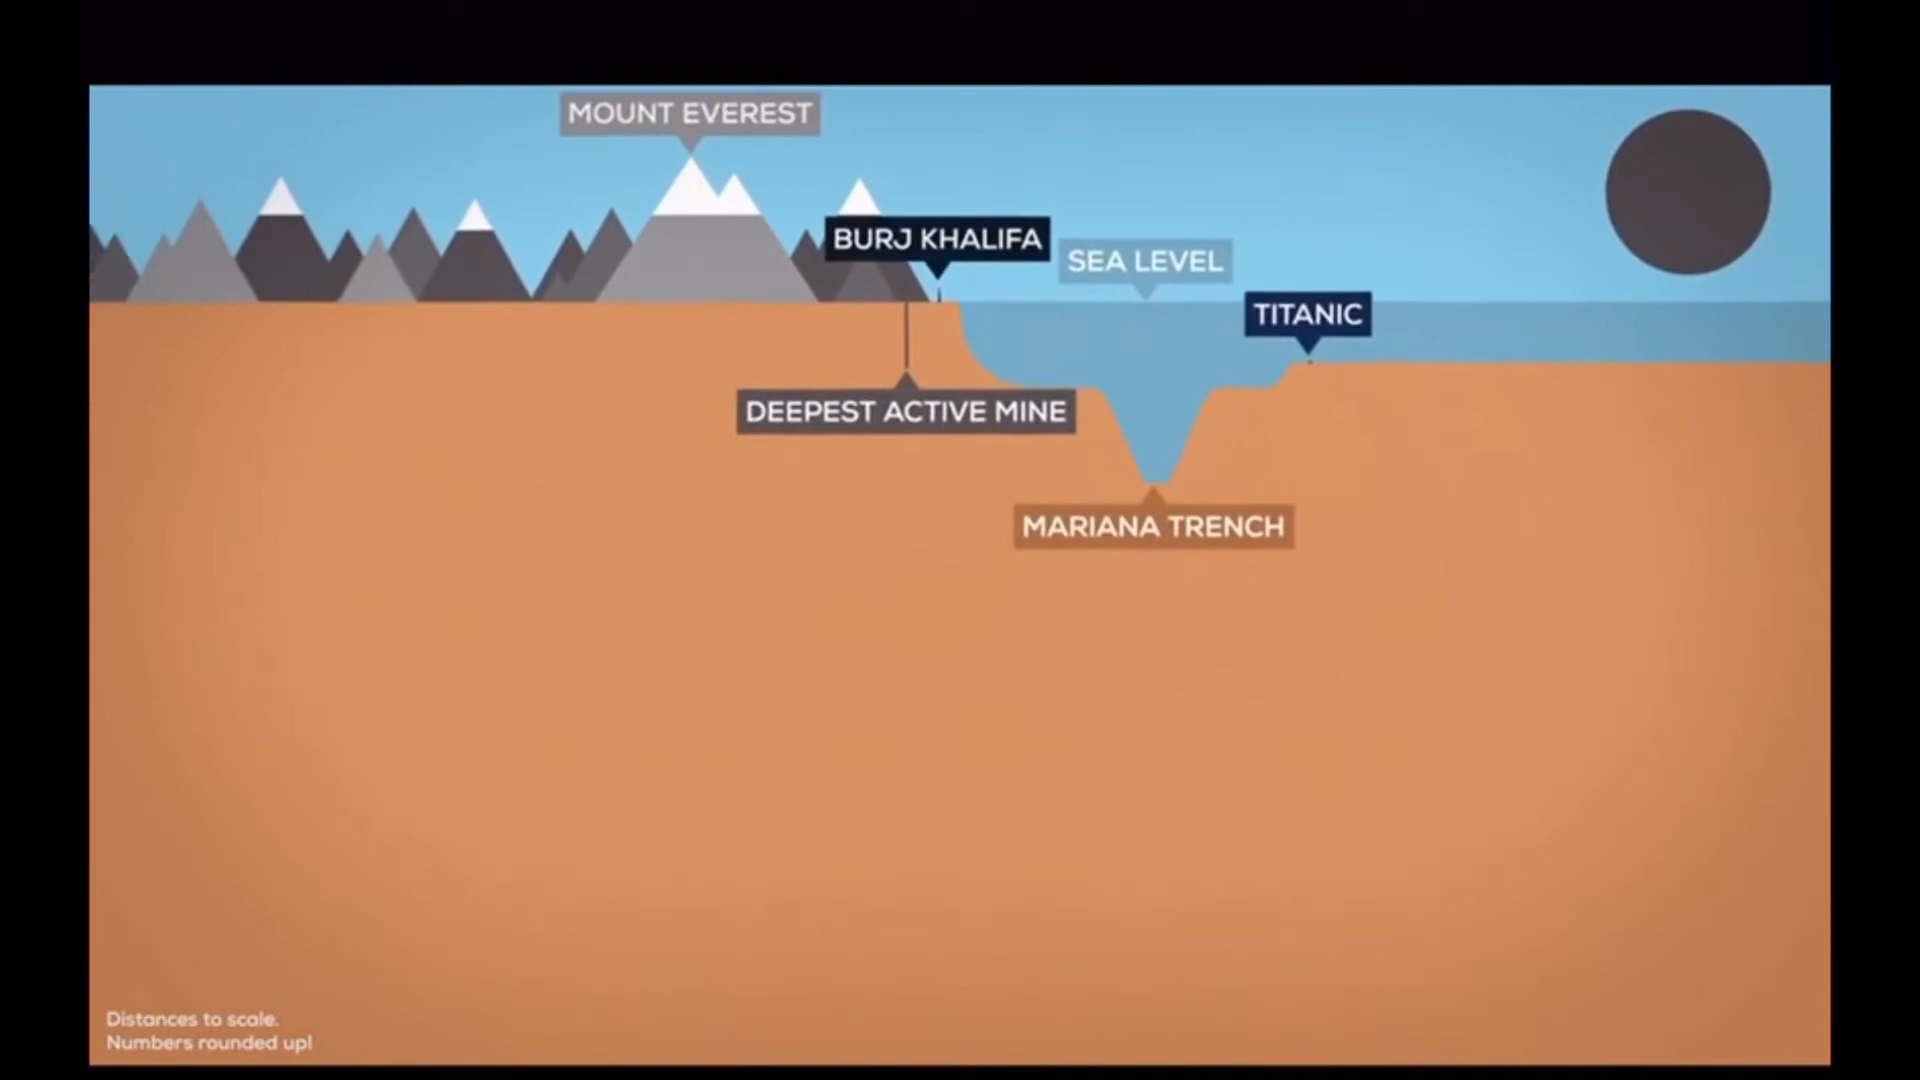 MOUNT EVEREST
BURJ KHALIFA
SEA LEVEL
TITANIC
DEEPEST ACTIVE MINE
MARIANA TRENCH
Distances to scale.
Numbers rounded up!